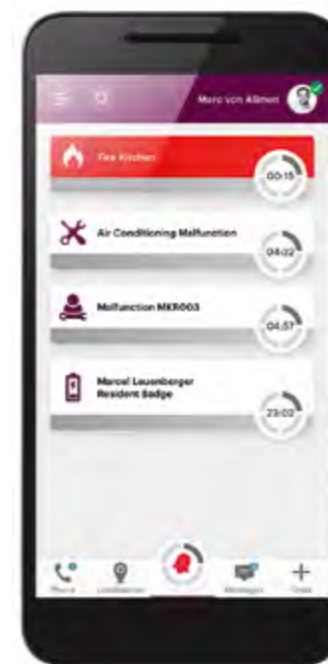 Marc von Allmen
Fire Kitchen
00:15
Air Conditioning Malfunction
04:32
Malfunction MKR003
04:57
Marcel Leuenberger
Resident Badge
23:02
Phone
Messages